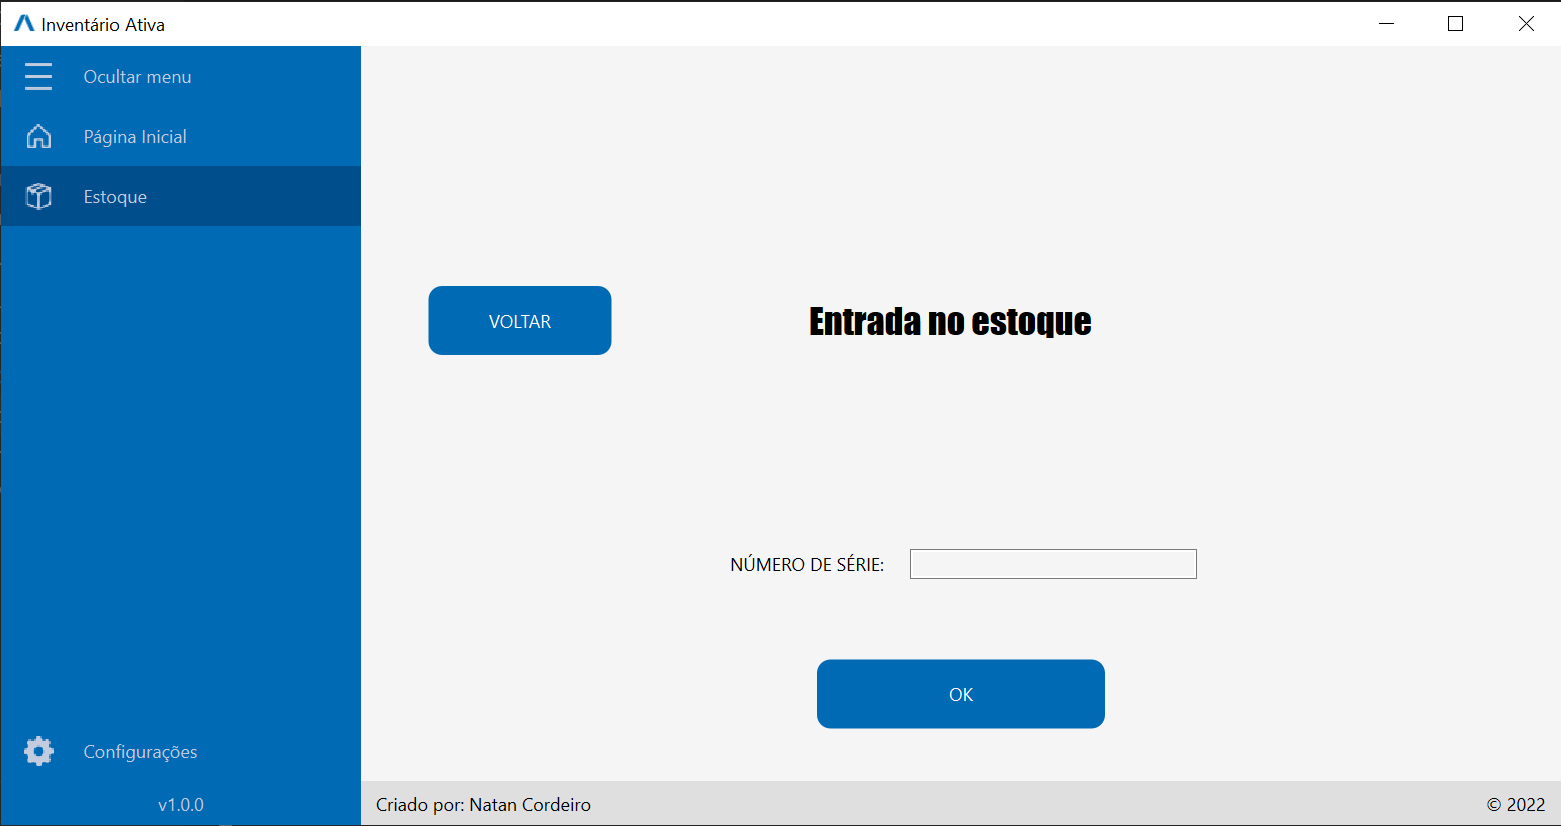 Inventário Ativa
Ocultar menu
Página Inicial
Estoque
VOLTAR
Entrada no estoque
NÚMERO DE SÉRIE:
OK
Configurações
v1.0.0
Criado por: Natan Cordeiro
© 2022